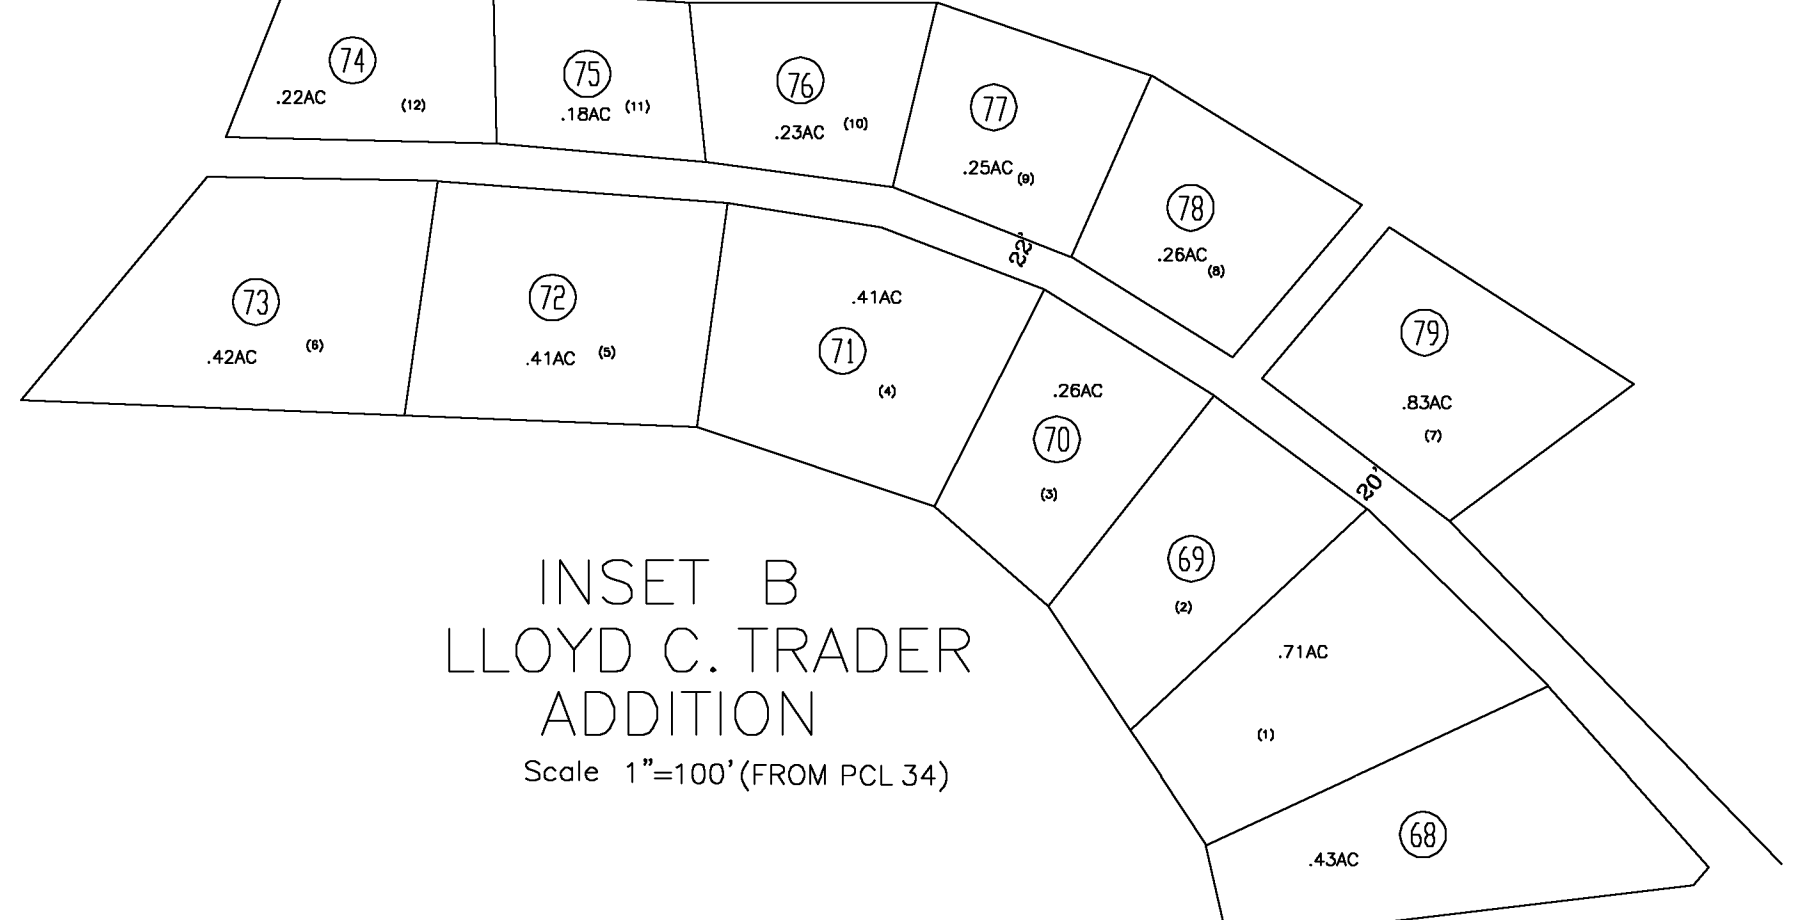 74
.22AC
(12)
75
.18AC
(11)
76
.23AC
(10)
77
.25AC
(9)
78
.26AC
(8)
22'
79
.83AC
(7)
20'
73
.42AC
(6)
72
.41AC
(5)
.41AC
71
(4)
.26AC
70
(3)
69
(2)
.71AC
(1)
68
.43AC
INSET B
LLOYD C. TRADER
ADDITION
Scale 1"=100' (FROM PCL 34)